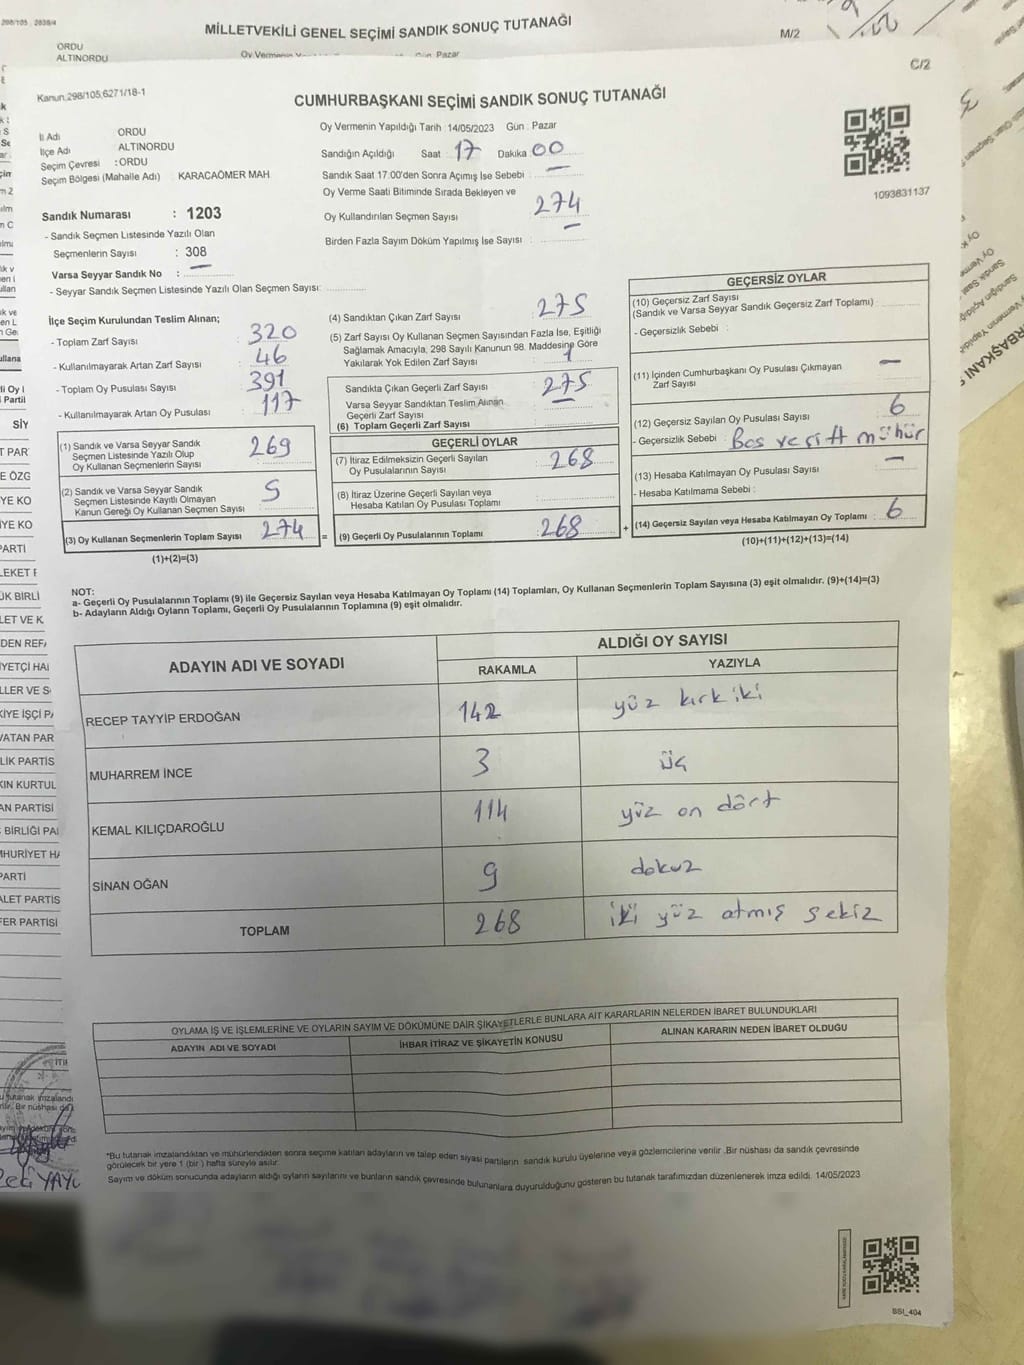 MİLLETVEKİLİ GENEL SEÇİMİ SANDIK SONUÇ TUTANAĞI
M/2
ORDU
ALTINORDU
Pazar
C/2
Kanun:298/105;6271/18-1
CUMHURBAŞKANI SEÇİMİ SANDIK SONUÇ TUTANAĞI
İl Adı ORDU
İlçe Adı ALTINORDU
Seçim Çevresi : ORDU
Seçim Bölgesi (Mahalle Adı) : KARACAÖMER MAH
Oy Vermenin Yapıldığı Tarih : 14/05/2023 Gün : Pazar
Sandığın Açıldığı Saat 17 Dakika 00
Sandık Saat 17:00'den Sonra Açımış İse Sebebi : —
Oy Verme Saati Bitiminde Sırada Bekleyen ve
Oy Kullandırılan Seçmen Sayısı 274
Birden Fazla Sayım Döküm Yapılmış İse Sayısı : —
1093831137
Sandık Numarası : 1203
- Sandık Seçmen Listesinde Yazılı Olan
Seçmenlerin Sayısı : 308
Varsa Seyyar Sandık No : —
- Seyyar Sandık Seçmen Listesinde Yazılı Olan Seçmen Sayısı:
İlçe Seçim Kurulundan Teslim Alınan;
- Toplam Zarf Sayısı 320
- Kullanılmayarak Artan Zarf Sayısı 46
- Toplam Oy Pusulası Sayısı 391
- Kullanılmayarak Artan Oy Pusulası 117
(1) Sandık ve Varsa Seyyar Sandık
Seçmen Listesinde Yazılı Olup
Oy Kullanan Seçmenlerin Sayısı 269
(2) Sandık ve Varsa Seyyar Sandık
Seçmen Listesinde Kayıtlı Olmayan
Kanun Gereği Oy Kullanan Seçmen Sayısı 5
(3) Oy Kullanan Seçmenlerin Toplam Sayısı 274 =
(1)+(2)=(3)
(4) Sandıktan Çıkan Zarf Sayısı 275
(5) Zarf Sayısı Oy Kullanan Seçmen Sayısından Fazla İse, Eşitliği
Sağlamak Amacıyla, 298 Sayılı Kanunun 98. Maddesine Göre
Yakılarak Yok Edilen Zarf Sayısı : 1
Sandıkta Çıkan Geçerli Zarf Sayısı : 275
Varsa Seyyar Sandıktan Teslim Alınan
Geçerli Zarf Sayısı —
(6) Toplam Geçerli Zarf Sayısı
GEÇERLİ OYLAR
(7) İtiraz Edilmeksizin Geçerli Sayılan
Oy Pusulalarının Sayısı : 268
(8) İtiraz Üzerine Geçerli Sayılan veya
Hesaba Katılan Oy Pusulası Toplamı
(9) Geçerli Oy Pusulalarının Toplamı : 268 +
GEÇERSİZ OYLAR
(10) Geçersiz Zarf Sayısı
(Sandık ve Varsa Seyyar Sandık Geçersiz Zarf Toplamı) :
- Geçersizlik Sebebi :
(11) İçinden Cumhurbaşkanı Oy Pusulası Çıkmayan
Zarf Sayısı —
(12) Geçersiz Sayılan Oy Pusulası Sayısı 6
- Geçersizlik Sebebi : Boş ve çift mühür
(13) Hesaba Katılmayan Oy Pusulası Sayısı —
- Hesaba Katılmama Sebebi :
(14) Geçersiz Sayılan veya Hesaba Katılmayan Oy Toplamı : 6
(10)+(11)+(12)+(13)=(14)
NOT:
a- Geçerli Oy Pusulalarının Toplamı (9) ile Geçersiz Sayılan veya Hesaba Katılmayan Oy Toplamı (14) Toplamları, Oy Kullanan Seçmenlerin Toplam Sayısına (3) eşit olmalıdır. (9)+(14)=(3)
b- Adayların Aldığı Oyların Toplamı, Geçerli Oy Pusulalarının Toplamına (9) eşit olmalıdır.
ADAYIN ADI VE SOYADI ALDIĞI OY SAYISI
RAKAMLA YAZIYLA
RECEP TAYYİP ERDOĞAN 142 yüz kırk iki
MUHARREM İNCE 3 üç
KEMAL KILIÇDAROĞLU 114 yüz on dört
SİNAN OĞAN 9 dokuz
TOPLAM 268 iki yüz atmış sekiz
OYLAMA İŞ VE İŞLEMLERİNE VE OYLARIN SAYIM VE DÖKÜMÜNE DAİR ŞİKAYETLERLE BUNLARA AİT KARARLARIN NELERDEN İBARET BULUNDUKLARI
ADAYIN ADI VE SOYADI İHBAR İTİRAZ VE ŞİKAYETİN KONUSU ALINAN KARARIN NEDEN İBARET OLDUĞU
*Bu tutanak imzalandıktan ve mühürlendikten sonra seçime katılan adayların ve talep eden siyasi partilerin sandık kurulu üyelerine veya gözlemcilerine verilir .Bir nüshası da sandık çevresinde
görülecek bir yere 1 (bir ) hafta süreyle asılır.
Sayım ve döküm sonucunda adayların aldığı oyların sayılarını ve bunların sandık çevresinde bulunanlara duyurulduğunu gösteren bu tutanak tarafımızdan düzenlenerek imza edildi. 14/05/2023
SSI_404